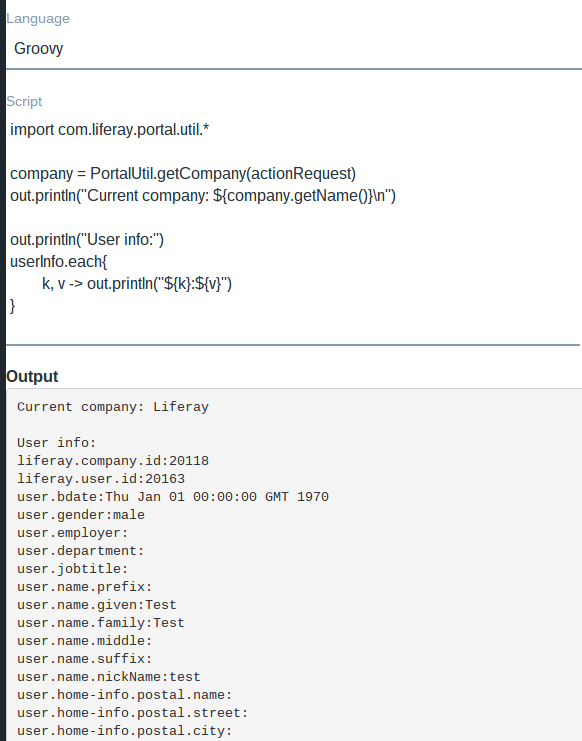 Language
Groovy
Script
import com.liferay.portal.util.*
company = PortalUtil.getCompany(actionRequest)
out.println("Current company: ${company.getName()}\n")
out.println("User info:")
userInfo.each{
k, v -> out.println("${k}:${v}")
}
Output
Current company: Liferay
User info:
liferay.company.id:20118
liferay.user.id:20163
user.bdate:Thu Jan 01 00:00:00 GMT 1970
user.gender:male
user.employer:
user.department:
user.jobtitle:
user.name.prefix:
user.name.given:Test
user.name.family:Test
user.name.middle:
user.name.suffix:
user.name.nickName:test
user.home-info.postal.name:
user.home-info.postal.street:
user.home-info.postal.city: